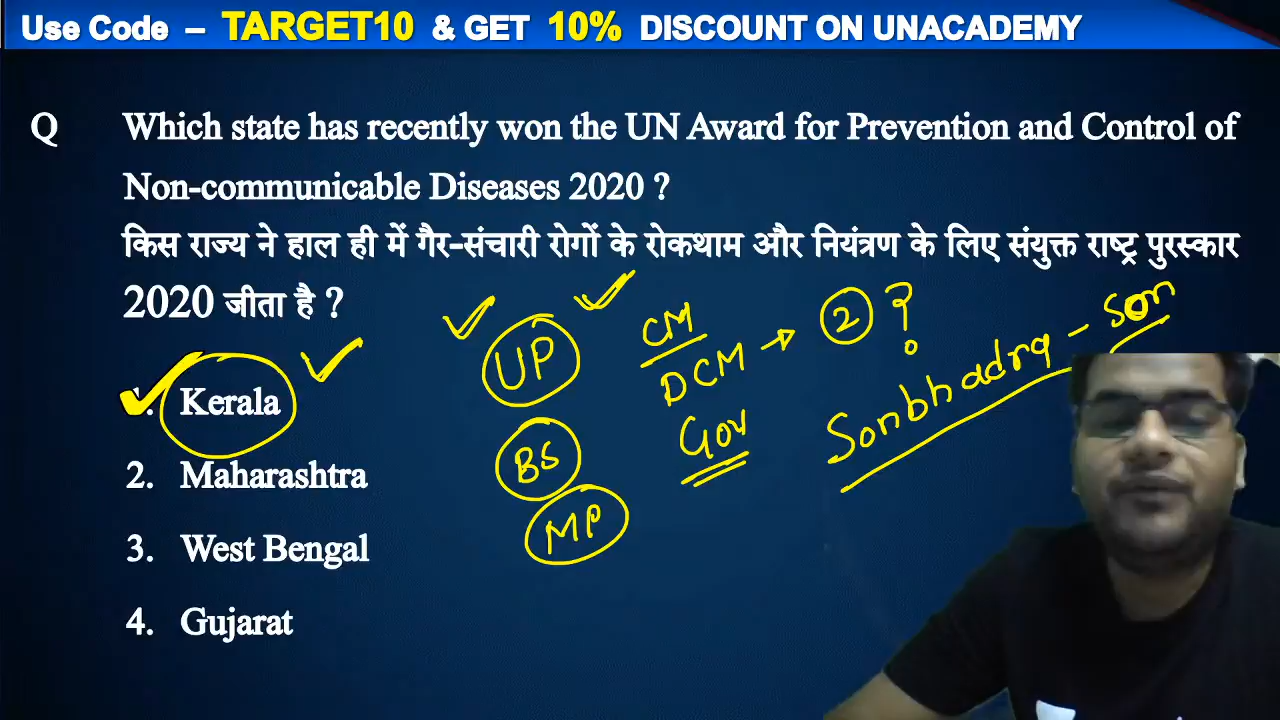 Use Code – TARGET10 & GET 10% DISCOUNT ON UNACADEMY
Q Which state has recently won the UN Award for Prevention and Control of
Non-communicable Diseases 2020 ?
किस राज्य ने हाल ही में गैर-संचारी रोगों के रोकथाम और नियंत्रण के लिए संयुक्त राष्ट्र पुरस्कार
2020 जीता है ?
1. Kerala
2. Maharashtra
3. West Bengal
4. Gujarat
UP
BS
MP
CM
DCM → 2 ?
Gov
Sonbhadra – Son